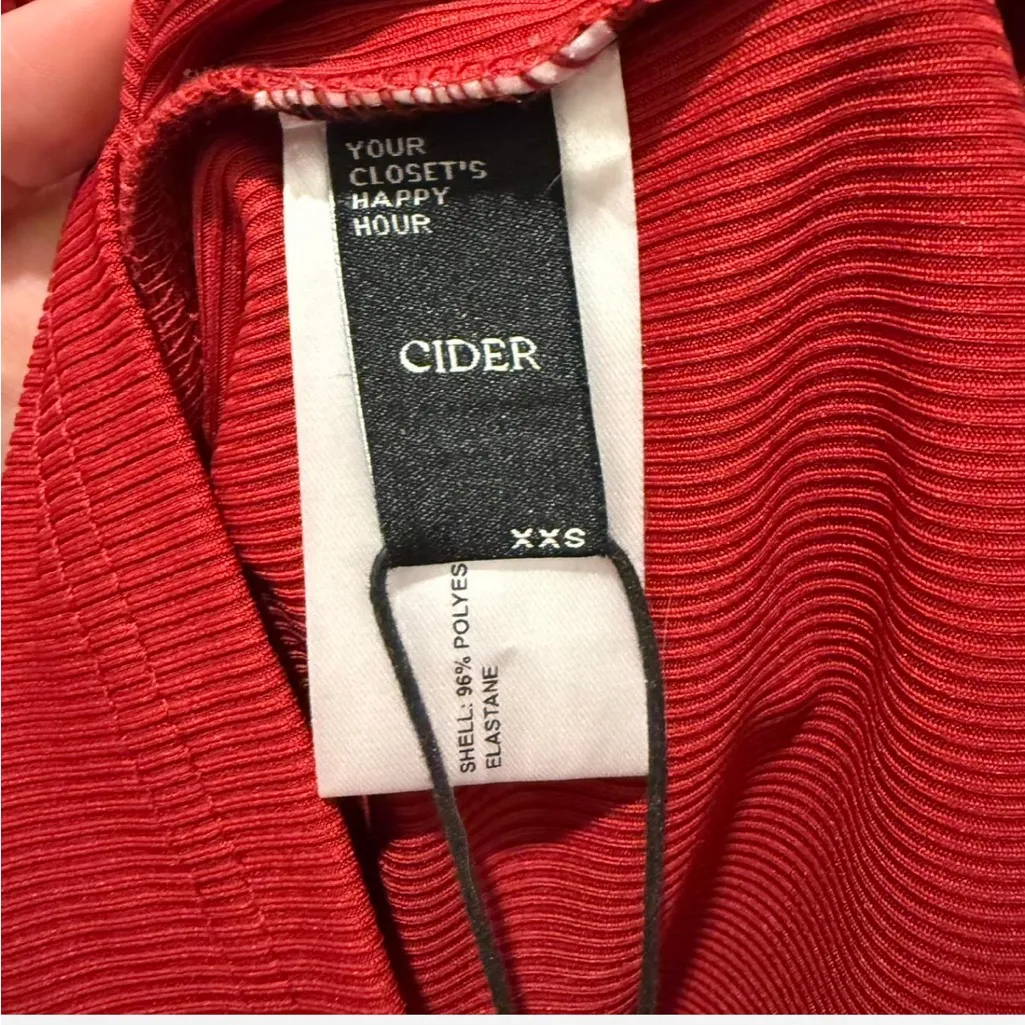 YOUR
CLOSET'S
HAPPY
HOUR
CIDER
XXS
SHELL: 96% POLYES
ELASTANE